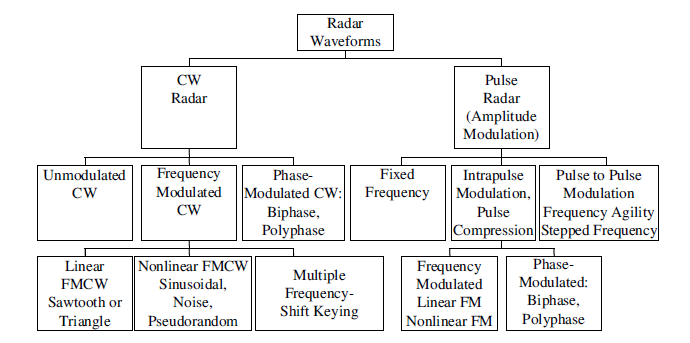 Radar
Waveforms
CW
Radar
Pulse
Radar
(Amplitude
Modulation)
Unmodulated
CW
Frequency
Modulated
CW
Phase-
Modulated CW:
Biphase,
Polyphase
Fixed
Frequency
Intrapulse
Modulation,
Pulse
Compression
Pulse to Pulse
Modulation
Frequency Agility
Stepped Frequency
Linear
FMCW
Sawtooth or
Triangle
Nonlinear FMCW
Sinusoidal,
Noise,
Pseudorandom
Multiple
Frequency-
Shift Keying
Frequency
Modulated
Linear FM
Nonlinear FM
Phase-
Modulated:
Biphase,
Polyphase